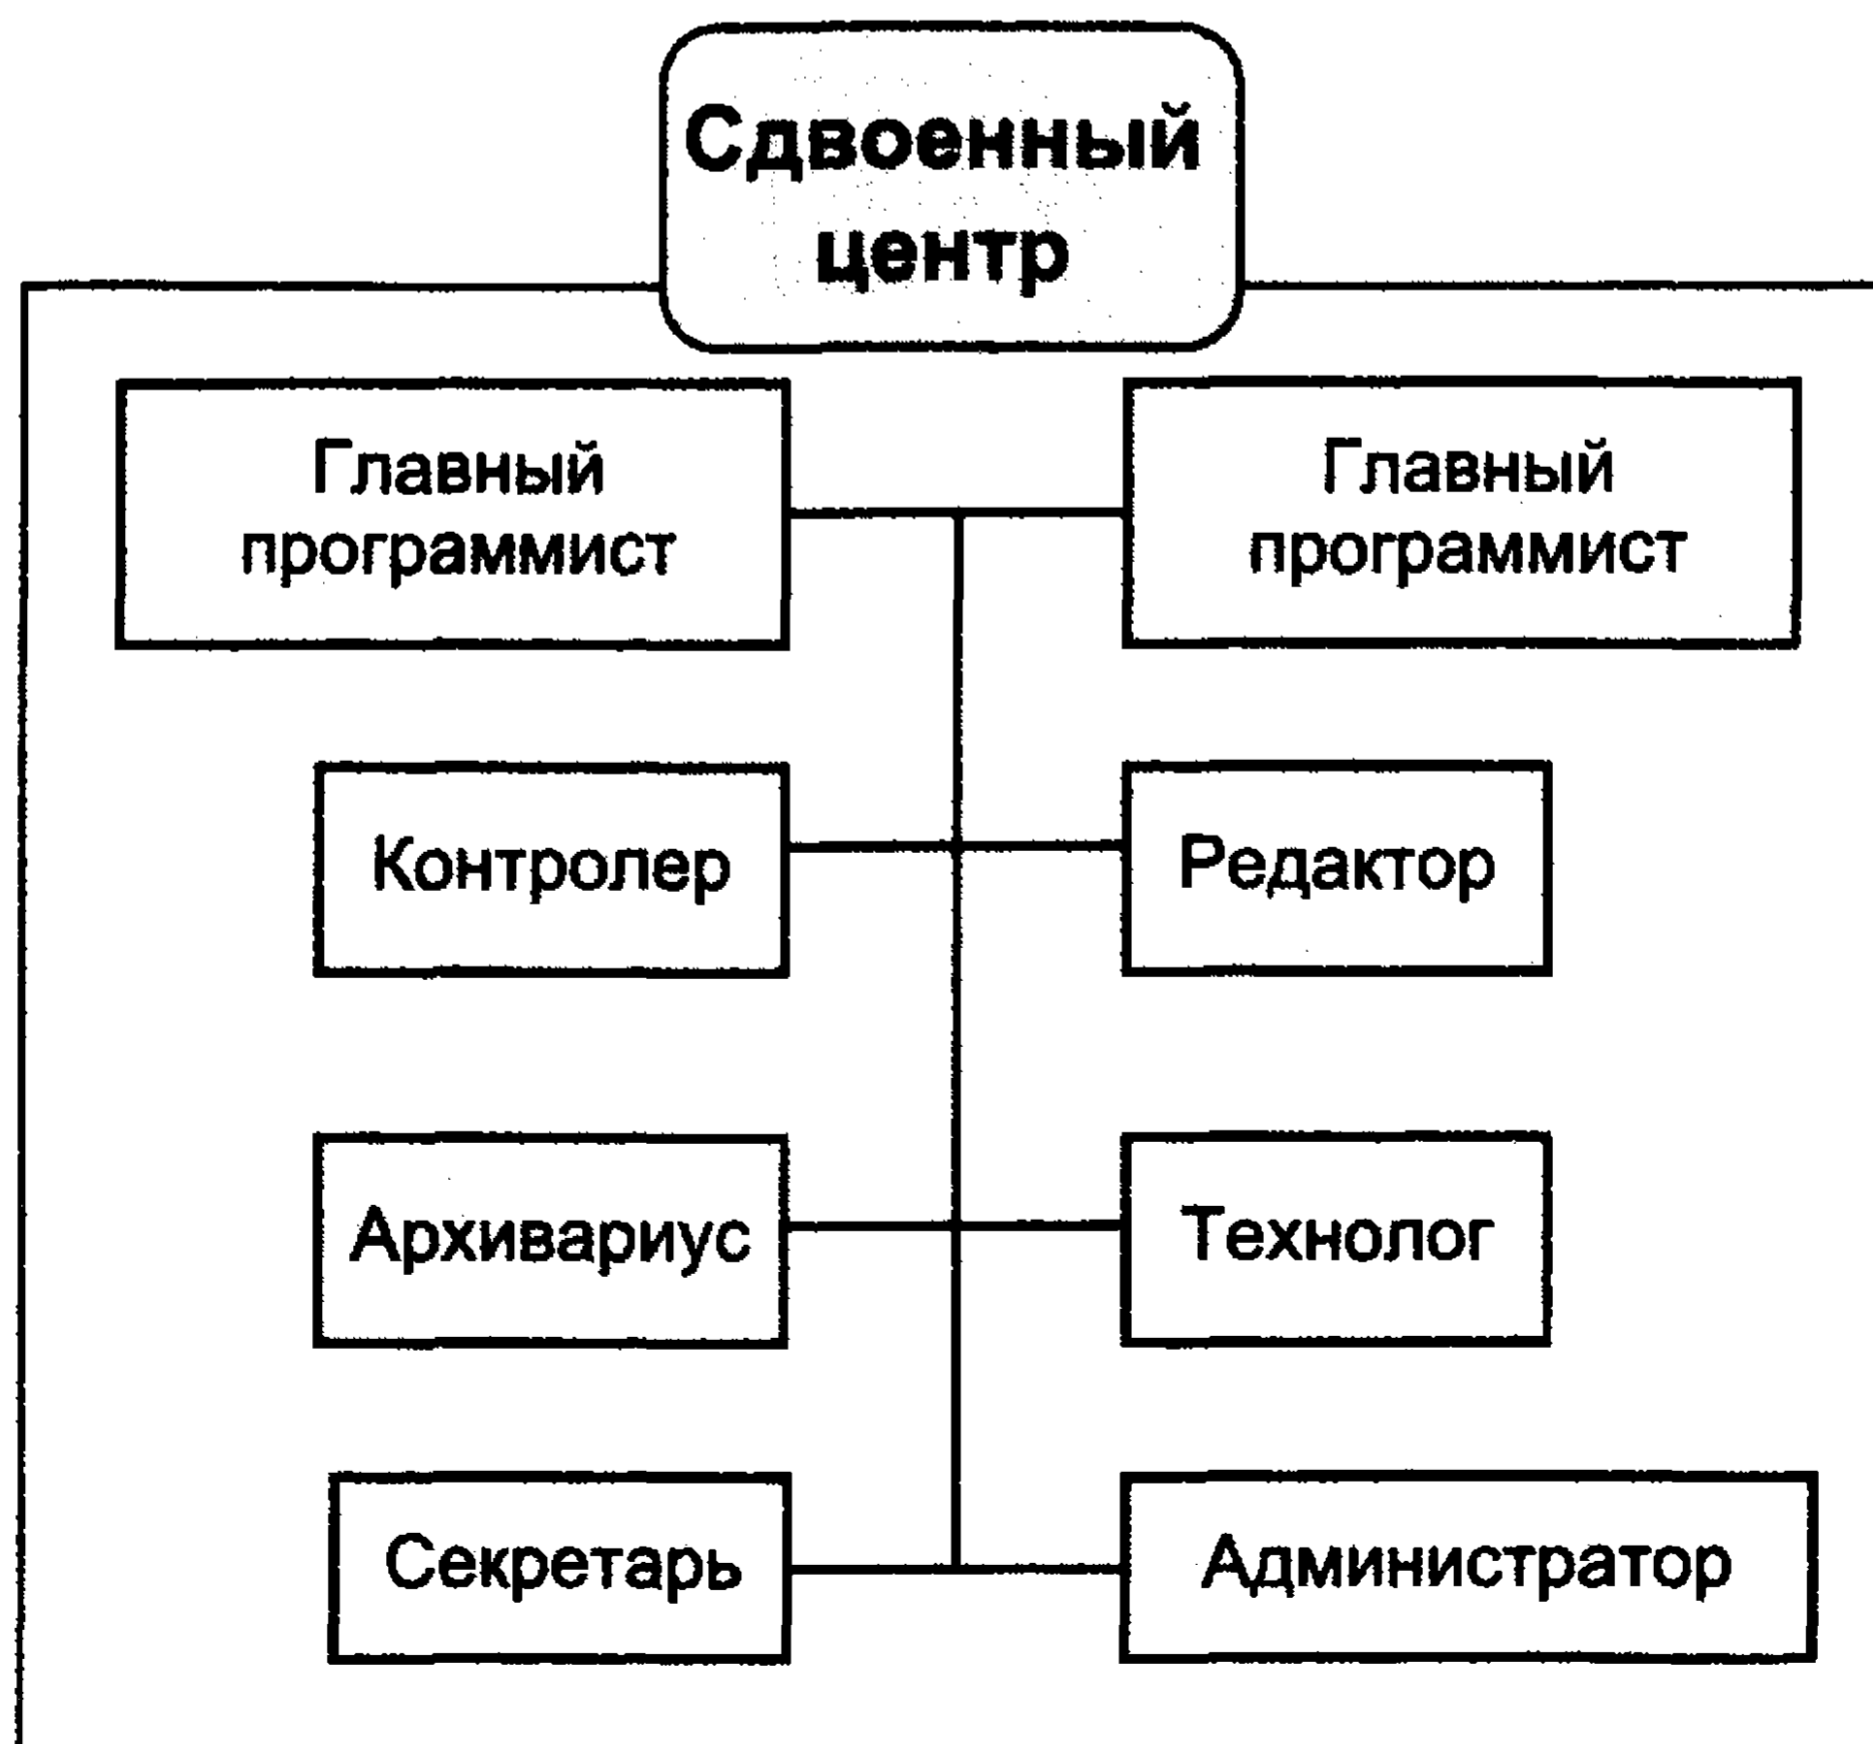 Сдвоенный
центр
Главный
программист
Главный
программист
Контролер
Редактор
Архивариус
Технолог
Секретарь
Администратор